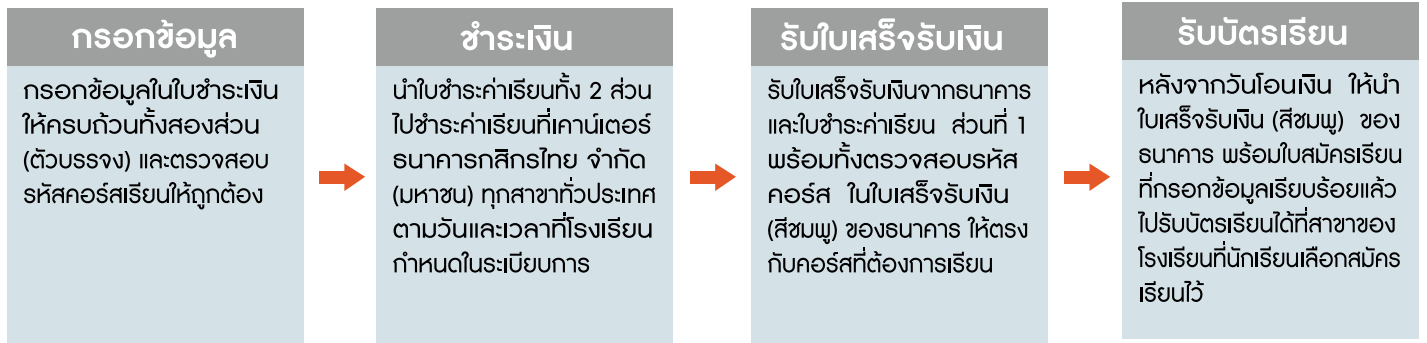 กรอกข้อมูล
กรอกข้อมูลในใบชำระเงิน
ให้ครบถ้วนทั้งสองส่วน
(ตัวบรรจง) และตรวจสอบ
รหัสคอร์สเรียนให้ถูกต้อง
ชำระเงิน
นำใบชำระค่าเรียนทั้ง 2 ส่วน
ไปชำระค่าเรียนที่เคาน์เตอร์
ธนาคารกสิกรไทย จำกัด
(มหาชน) ทุกสาขาทั่วประเทศ
ตามวันและเวลาที่โรงเรียน
กำหนดในระเบียบการ
รับใบเสร็จรับเงิน
รับใบเสร็จรับเงินจากธนาคาร
และใบชำระค่าเรียน ส่วนที่ 1
พร้อมทั้งตรวจสอบรหัส
คอร์ส ในใบเสร็จรับเงิน
(สีชมพู) ของธนาคาร ให้ตรง
กับคอร์สที่ต้องการเรียน
รับบัตรเรียน
หลังจากวันโอนเงิน ให้นำ
ใบเสร็จรับเงิน (สีชมพู) ของ
ธนาคาร พร้อมใบสมัครเรียน
ที่กรอกข้อมูลเรียบร้อยแล้ว
ไปรับบัตรเรียนได้ที่สาขาของ
โรงเรียนที่นักเรียนเลือกสมัคร
เรียนไว้